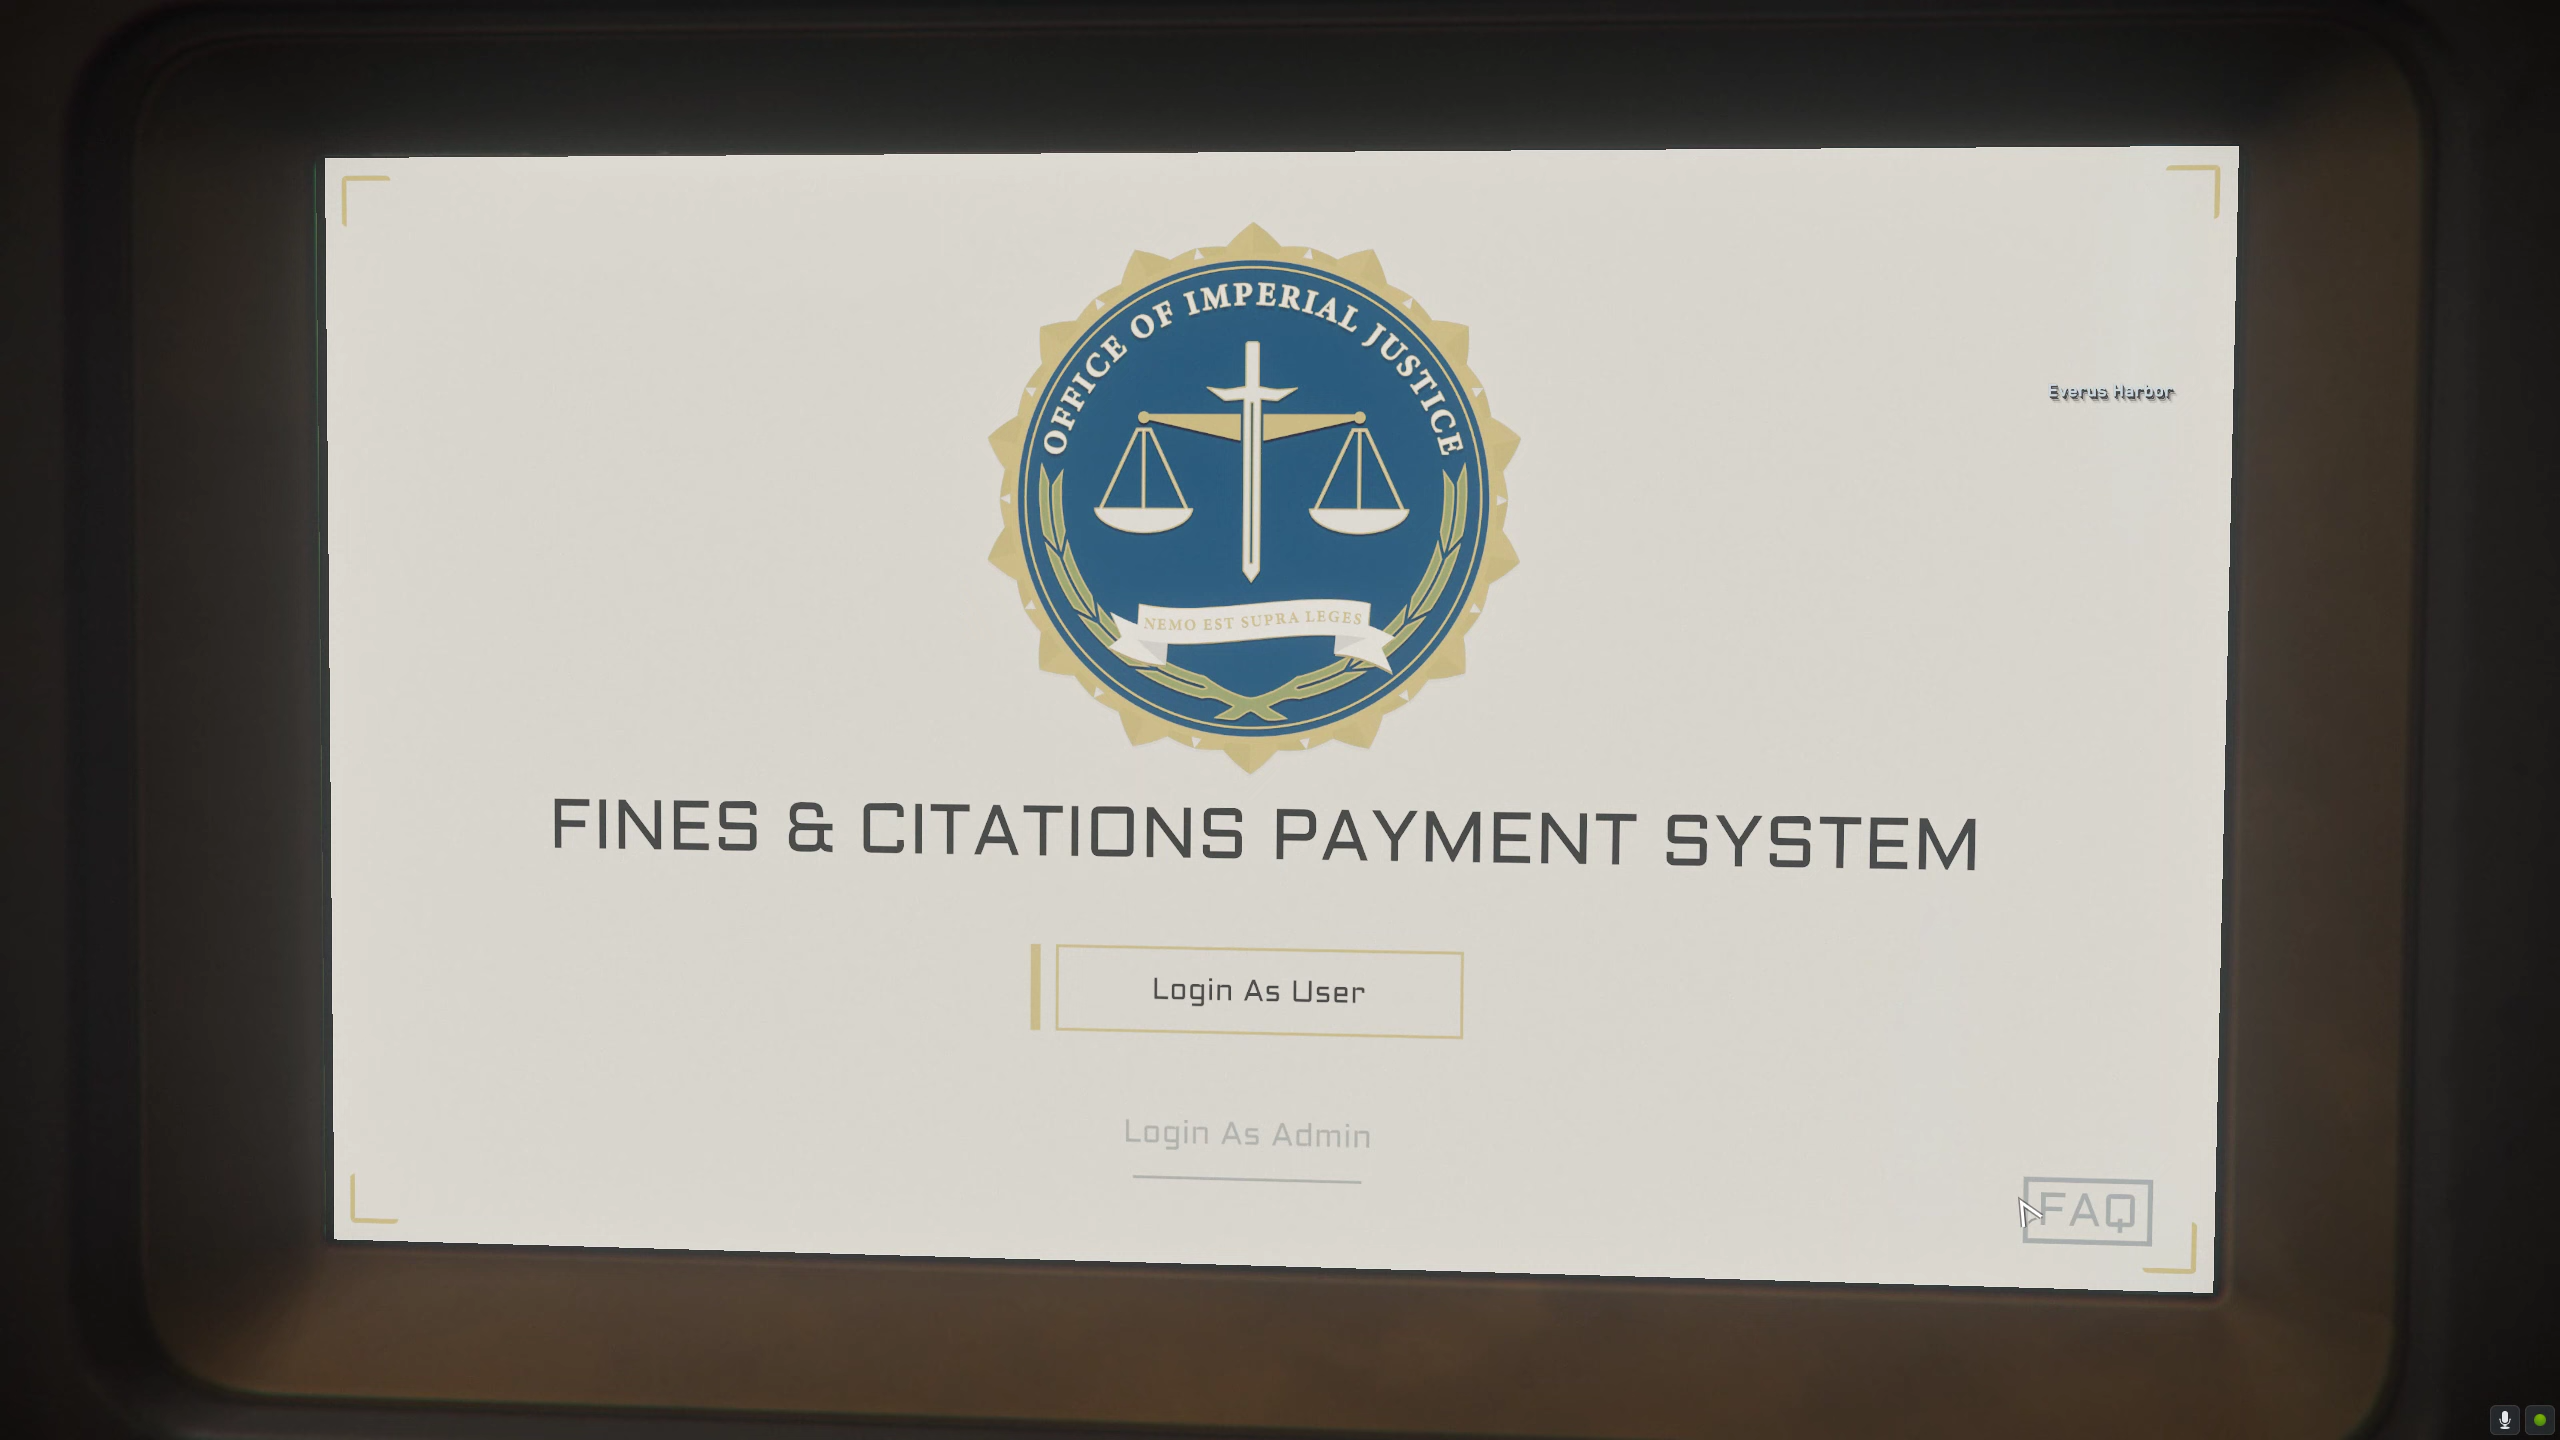 OFFICE OF IMPERIAL JUSTICE
NEMO EST SUPRA LEGES
Everus Harbor
FINES & CITATIONS PAYMENT SYSTEM
Login As User
Login As Admin
FAQ